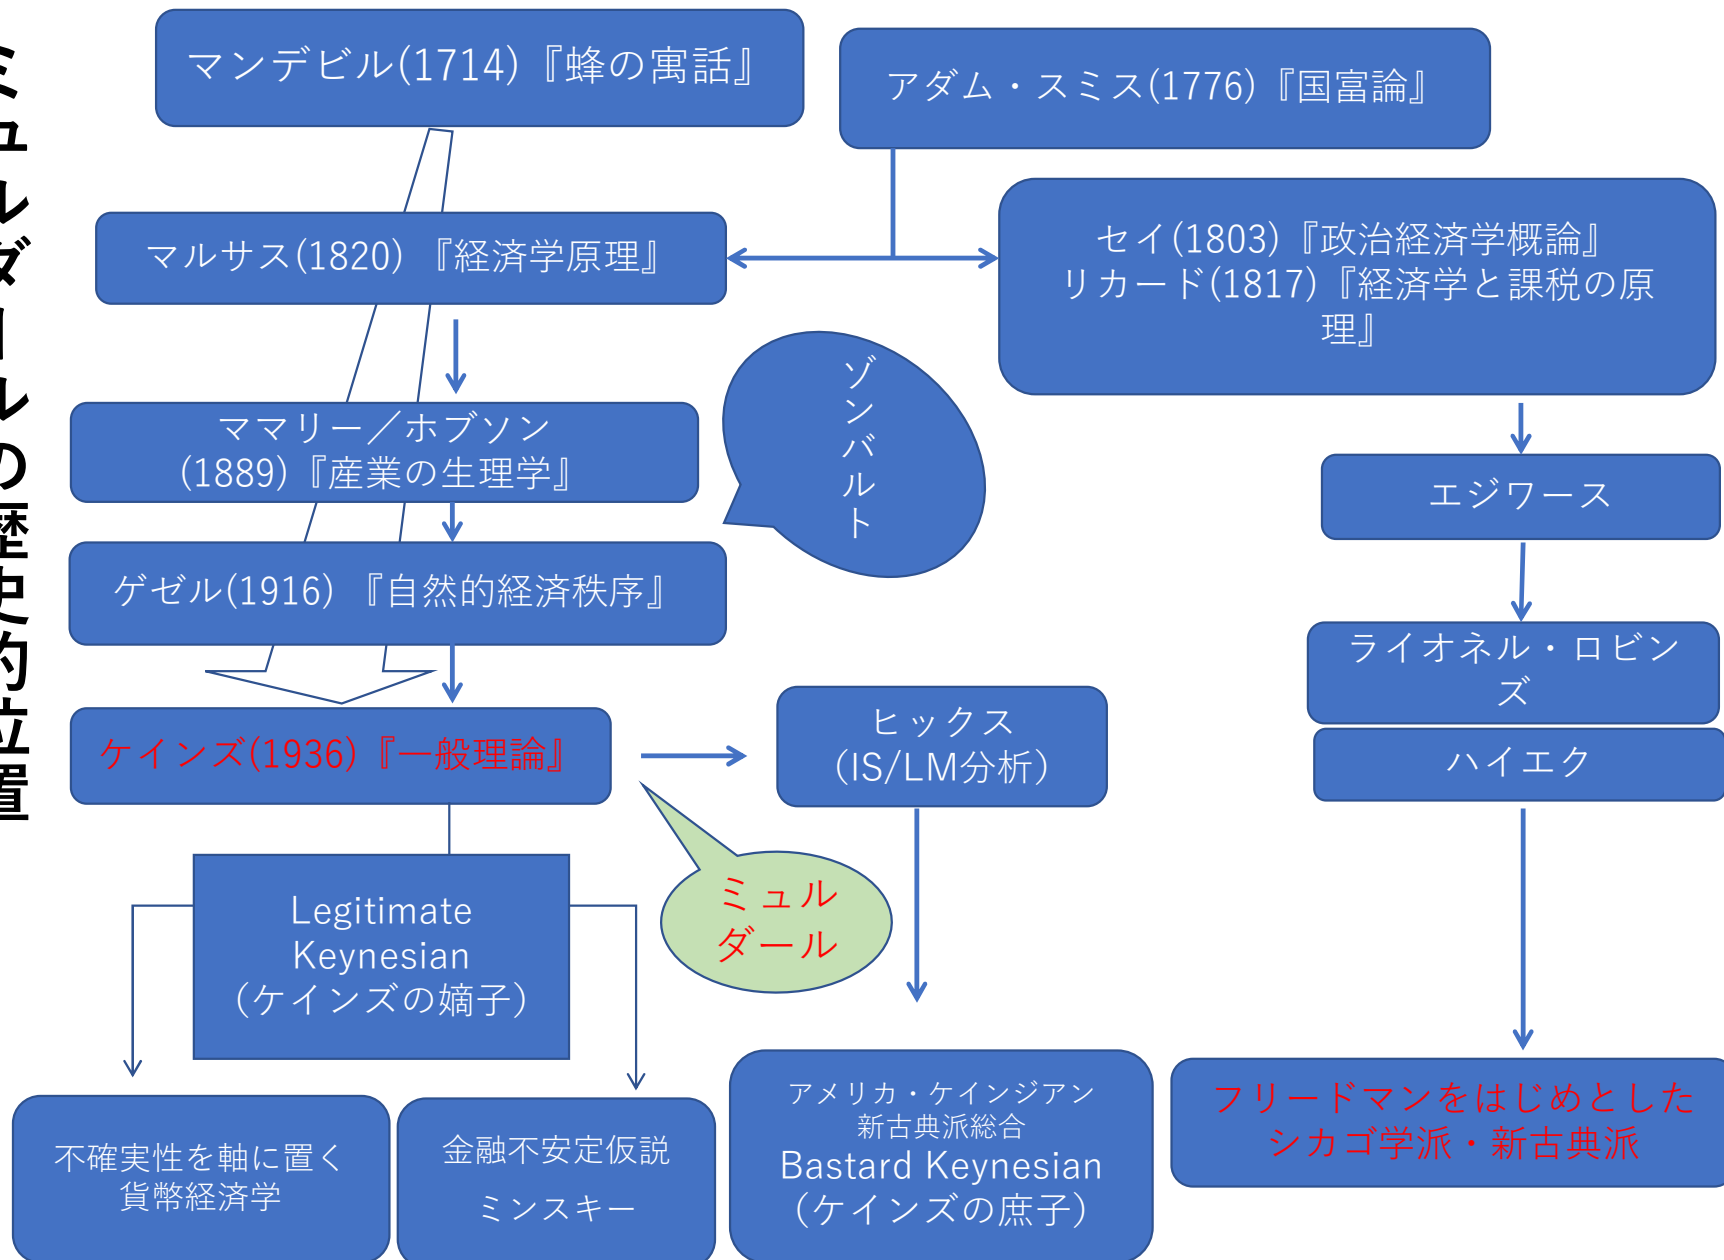 ミュルダールの歴史的位置
マンデビル(1714)『蜂の寓話』
アダム・スミス(1776)『国富論』
マルサス(1820) 『経済学原理』
セイ(1803)『政治経済学概論』
リカード(1817)『経済学と課税の原
理』
ママリー／ホブソン
(1889)『産業の生理学』
ゾンバルト
エジワース
ゲゼル(1916) 『自然的経済秩序』
ライオネル・ロビン
ズ
ハイエク
ケインズ(1936)『一般理論』
ヒックス
（IS/LM分析）
ミュル
ダール
Legitimate
Keynesian
（ケインズの嫡子）
不確実性を軸に置く
貨幣経済学
金融不安定仮説
ミンスキー
アメリカ・ケインジアン
新古典派総合
Bastard Keynesian
（ケインズの庶子）
フリードマンをはじめとした
シカゴ学派・新古典派